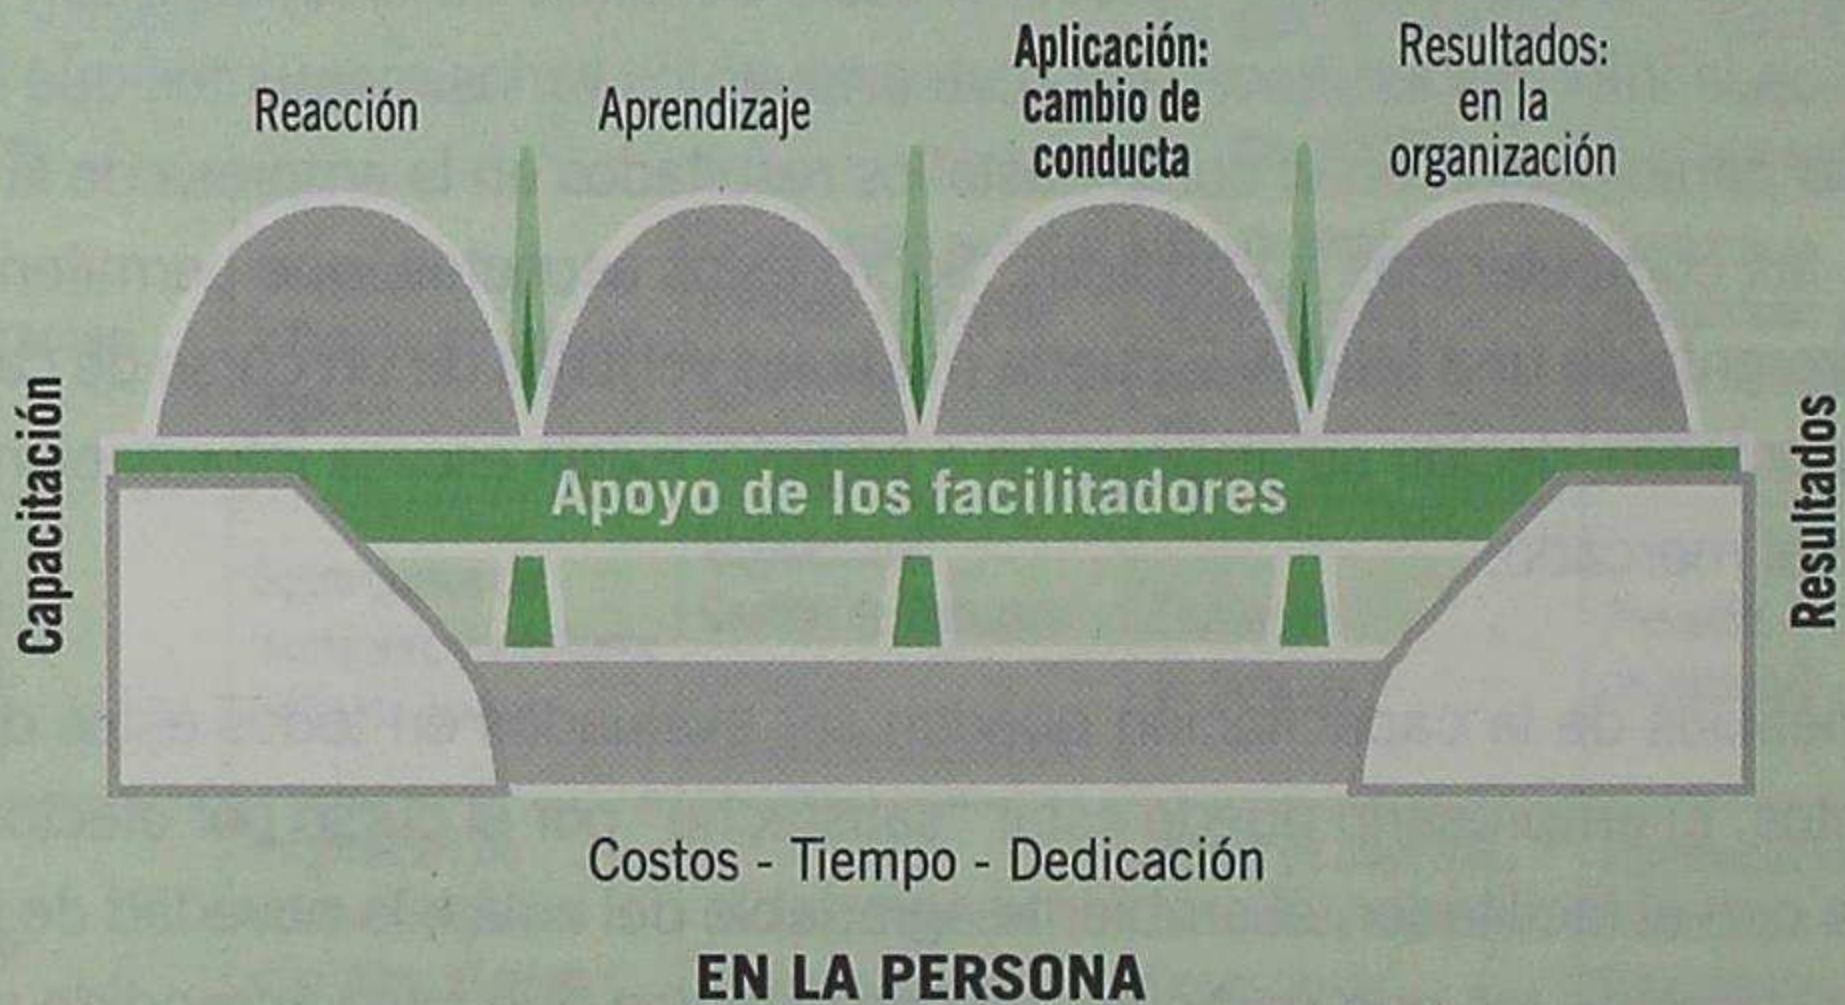 Reacción
Aprendizaje
Aplicación:
cambio de
conducta
Resultados:
en la
organización
Capacitación
Apoyo de los facilitadores
Resultados
Costos - Tiempo - Dedicación
EN LA PERSONA